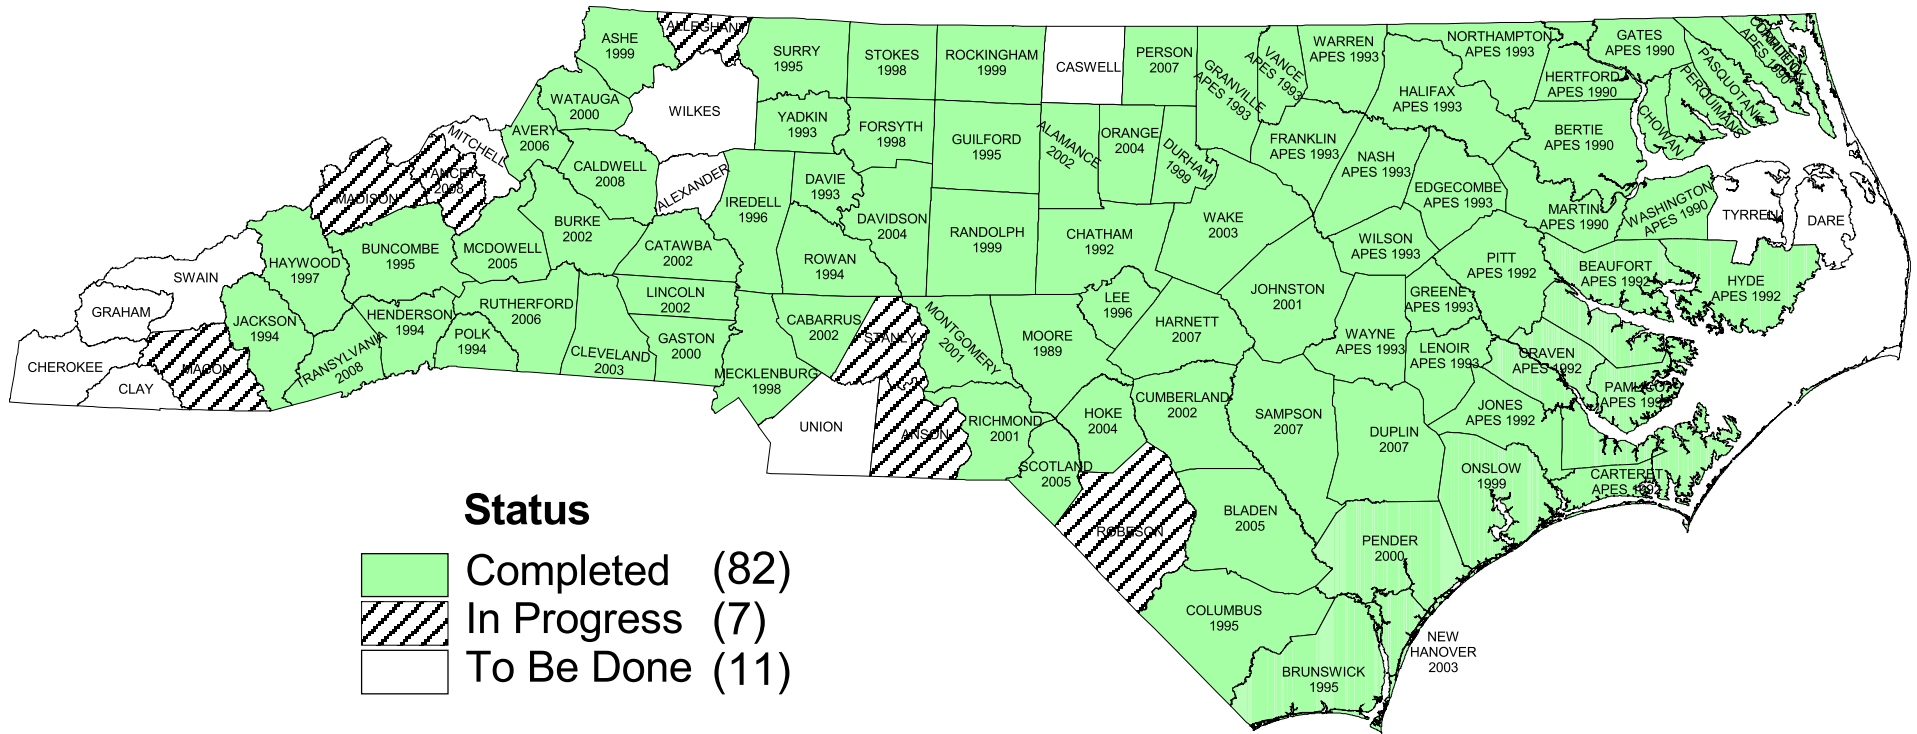 ASHE
1999
ALLEGHANY
SURRY
1995
STOKES
1998
ROCKINGHAM
1999
CASWELL
PERSON
2007
GRANVILLE
APES 1993
VANCE
APES 1993
WARREN
APES 1993
NORTHAMPTON
APES 1993
HALIFAX
APES 1993
HERTFORD
APES 1990
GATES
APES 1990
PASQUOTANK
PERQUIMANS
CHOWAN
WATAUGA
2000
WILKES
YADKIN
1993
FORSYTH
1998
GUILFORD
1995
ALAMANCE
2002
ORANGE
2004
DURHAM
1999
FRANKLIN
APES 1993
NASH
APES 1993
EDGECOMBE
APES 1993
BERTIE
APES 1990
MARTIN
APES 1990
WASHINGTON
APES 1990
TYRREN
DARE
MITCHELL
AVERY
2006
CALDWELL
2008
ALEXANDER
IREDELL
1996
DAVIE
1993
DAVIDSON
2004
RANDOLPH
1999
CHATHAM
1992
WAKE
2003
WILSON
APES 1993
PITT
APES 1992
BEAUFORT
APES 1992
HYDE
APES 1992
MADISON
YANCEY
2008
BUNCOMBE
1995
MCDOWELL
2005
BURKE
2002
CATAWBA
2002
ROWAN
1994
SWAIN
HAYWOOD
1997
GRAHAM
JACKSON
1994
HENDERSON
1994
POLK
1994
RUTHERFORD
2006
CLEVELAND
2003
LINCOLN
2002
GASTON
2000
CABARRUS
2002
STANLY
MONTGOMERY
2001
MOORE
1989
LEE
1996
HARNETT
2007
JOHNSTON
2001
WAYNE
APES 1993
GREENE
APES 1993
LENOIR
APES 1993
CRAVEN
APES 1992
PAMLICO
JONES
APES 1992
CHEROKEE
CLAY
MACON
TRANSYLVANIA
2008
MECKLENBURG
1998
UNION
ANSON
RICHMOND
2001
SCOTLAND
2005
HOKE
2004
CUMBERLAND
2002
SAMPSON
2007
DUPLIN
2007
ONSLOW
1999
CARTERET
APES 1992
ROBESON
BLADEN
2005
PENDER
2000
COLUMBUS
1995
BRUNSWICK
1995
NEW
HANOVER
2003
Status
Completed (82)
In Progress (7)
To Be Done (11)